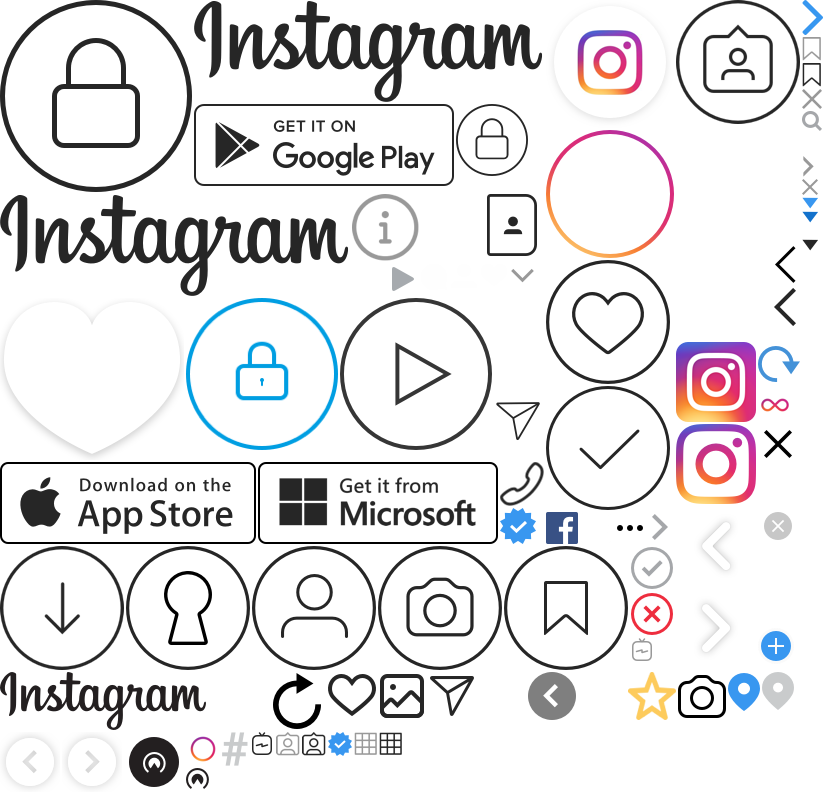 Instagram
GET IT ON
Google Play
Instagram
Download on the
App Store
Get it from
Microsoft
Instagram